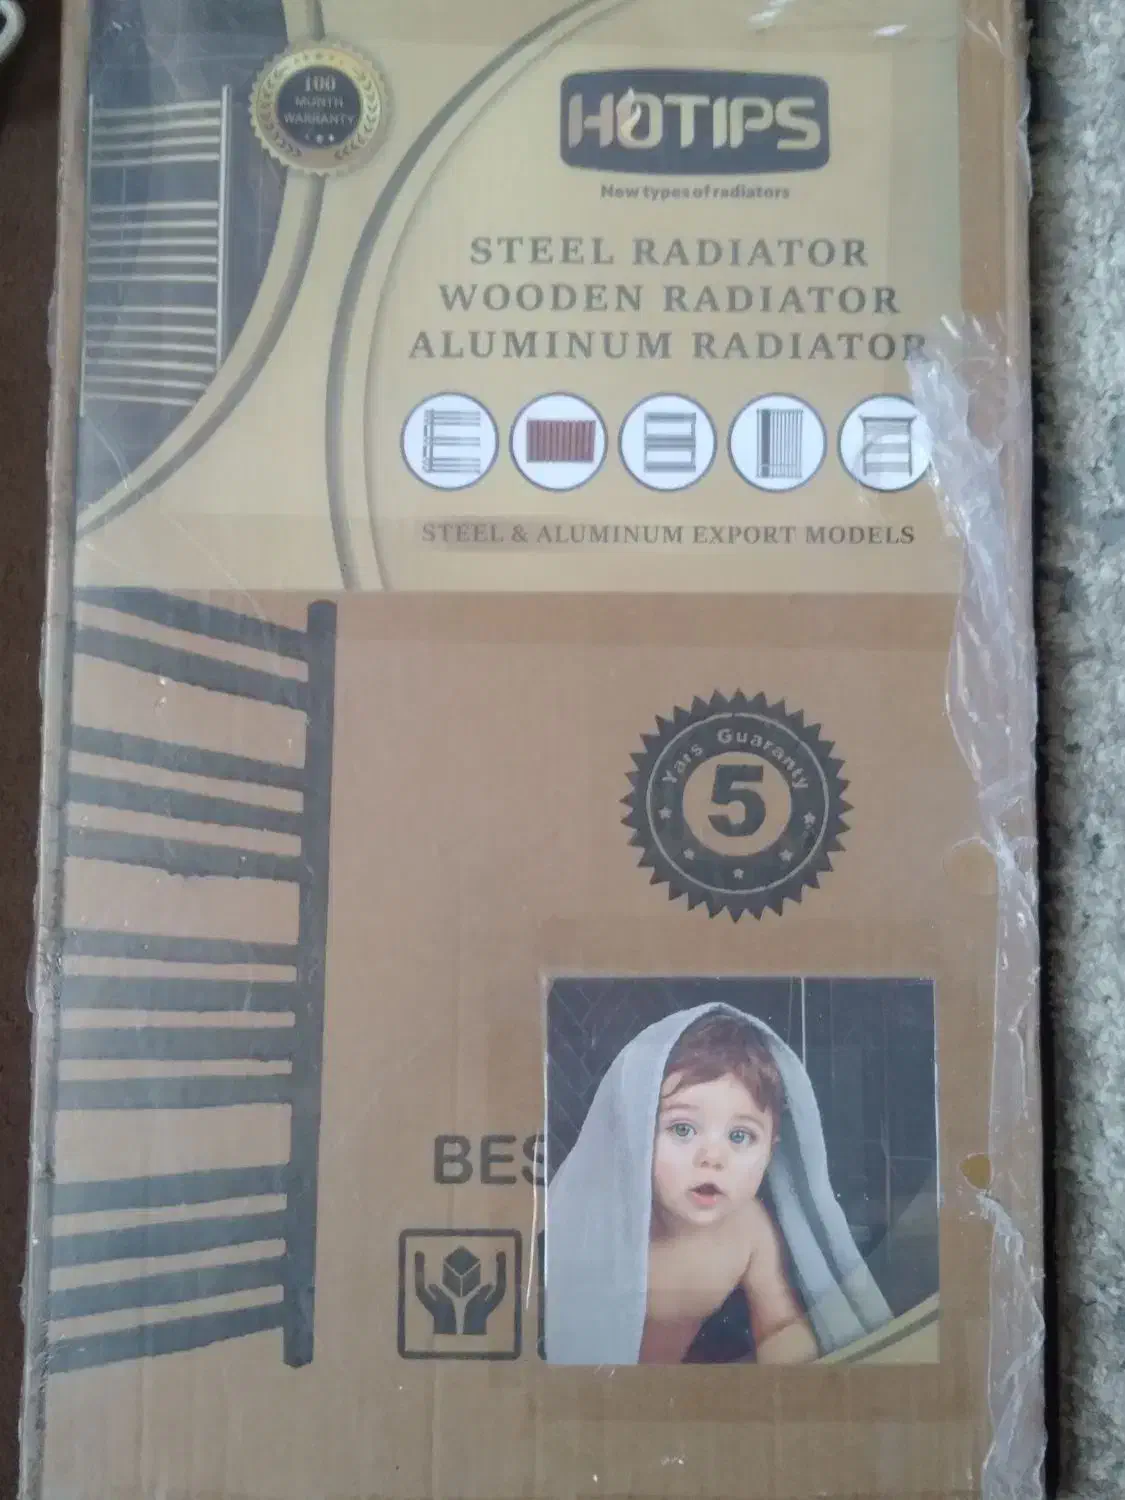 100
MONTH
WARRANTY
HOTIPS
New types of radiators
STEEL RADIATOR
WOODEN RADIATOR
ALUMINUM RADIATOR
STEEL & ALUMINUM EXPORT MODELS
Yars Guaranty
5
BES